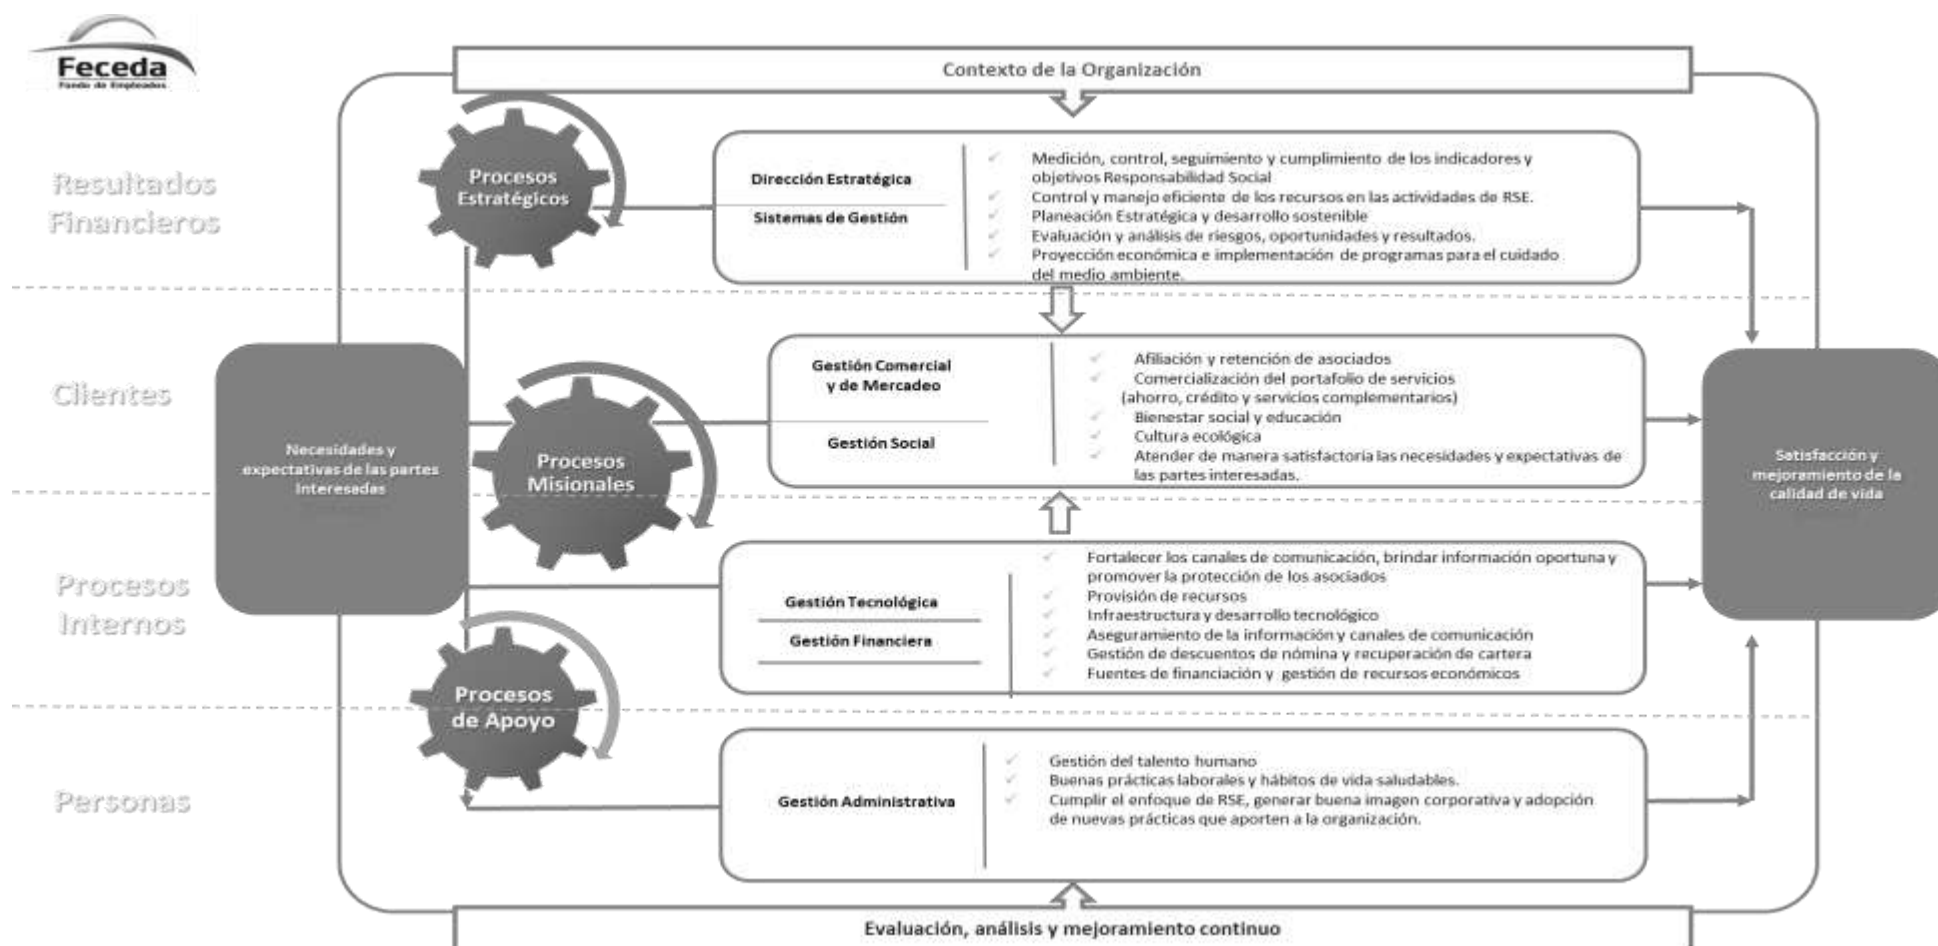 Feceda
Fondo de Empleados
Contexto de la Organización
Resultados
Financieros
Procesos
Estratégicos
Dirección Estratégica
Sistemas de Gestión
Medición, control, seguimiento y cumplimiento de los indicadores y
objetivos Responsabilidad Social
Control y manejo eficiente de los recursos en las actividades de RSE.
Planeación Estratégica y desarrollo sostenible
Evaluación y análisis de riesgos, oportunidades y resultados.
Proyección económica e implementación de programas para el cuidado
del medio ambiente.
Clientes
Necesidades y
expectativas de las partes
Interesadas
Procesos
Misionales
Gestión Comercial
y de Mercadeo
Gestión Social
Afiliación y retención de asociados
Comercialización del portafolio de servicios
(ahorro, crédito y servicios complementarios)
Bienestar social y educación
Cultura ecológica
Atender de manera satisfactoria las necesidades y expectativas de
las partes interesadas.
Satisfacción y
mejoramiento de la
calidad de vida
Procesos
Internos
Gestión Tecnológica
Gestión Financiera
Fortalecer los canales de comunicación, brindar información oportuna y
promover la protección de los asociados
Provisión de recursos
Infraestructura y desarrollo tecnológico
Aseguramiento de la información y canales de comunicación
Gestión de descuentos de nómina y recuperación de cartera
Fuentes de financiación y gestión de recursos económicos
Procesos
de Apoyo
Personas
Gestión Administrativa
Gestión del talento humano
Buenas prácticas laborales y hábitos de vida saludables.
Cumplir el enfoque de RSE, generar buena imagen corporativa y adopción
de nuevas prácticas que aporten a la organización.
Evaluación, análisis y mejoramiento continuo